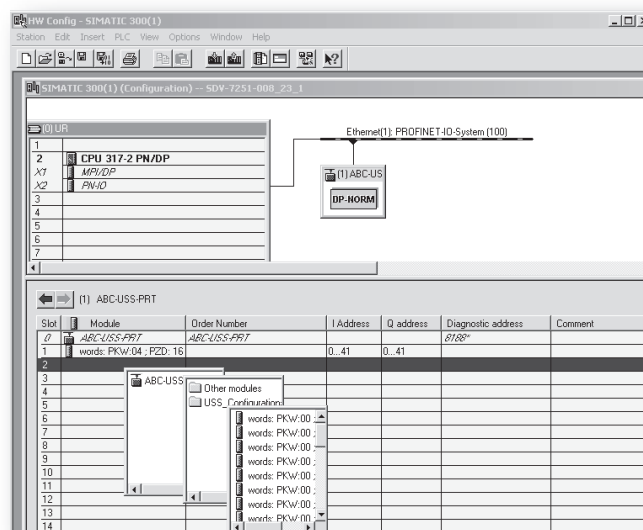 HW Config - SIMATIC 300(1)
Station Edit Insert PLC View Options Window Help
SIMATIC 300(1) (Configuration) -- SDV-7251-008_23_1
(0) UR
1
2 CPU 317-2 PN/DP
X1 MPI/DP
X2 PN-IO
3
4
5
6
7
Ethernet(1): PROFINET-IO-System (100)
(1) ABC-US
DP-NORM
(1) ABC-USS-PRT
Slot Module Order Number I Address Q address Diagnostic address Comment
0 ABC-USS-PRT ABC-USS-PRT 8188*
1 words: PKW:04 ; PZD: 16 0...41 0...41
2
3
4
5
6
7
8
9
10
11
12
13
14
ABC-USS
Other modules
USS_Configuration
words: PKW:00 ;
words: PKW:00 ;
words: PKW:00 ;
words: PKW:00 ;
words: PKW:00 ;
words: PKW:00 ;
words: PKW:00 ;
words: PKW:00 ;